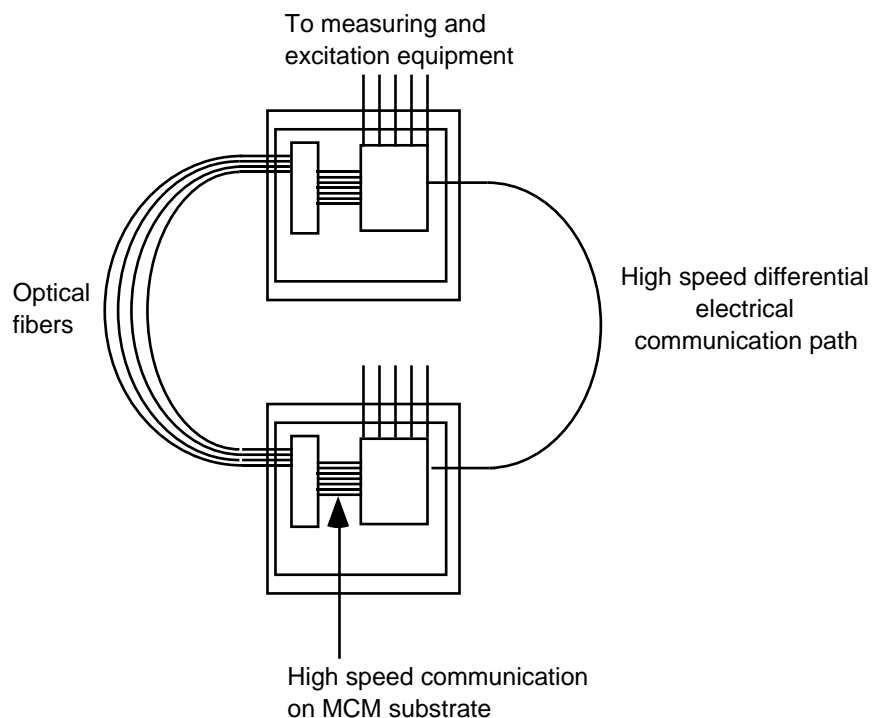 To measuring and
excitation equipment
Optical
fibers
High speed differential
electrical
communication path
High speed communication
on MCM substrate